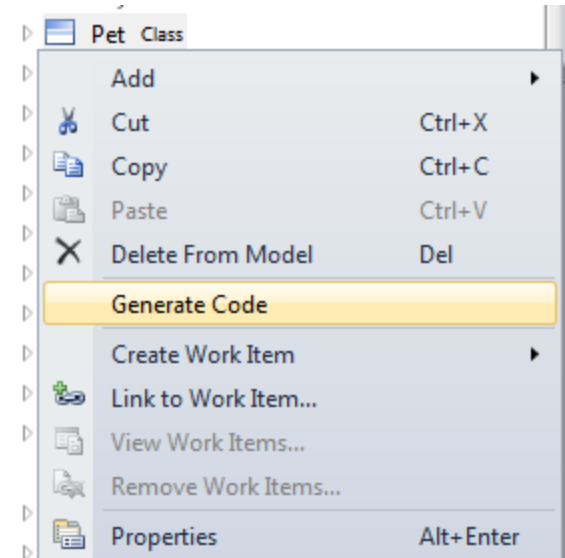 Pet Class
Add
Cut Ctrl+X
Copy Ctrl+C
Paste Ctrl+V
Delete From Model Del
Generate Code
Create Work Item
Link to Work Item...
View Work Items...
Remove Work Items...
Properties Alt+Enter